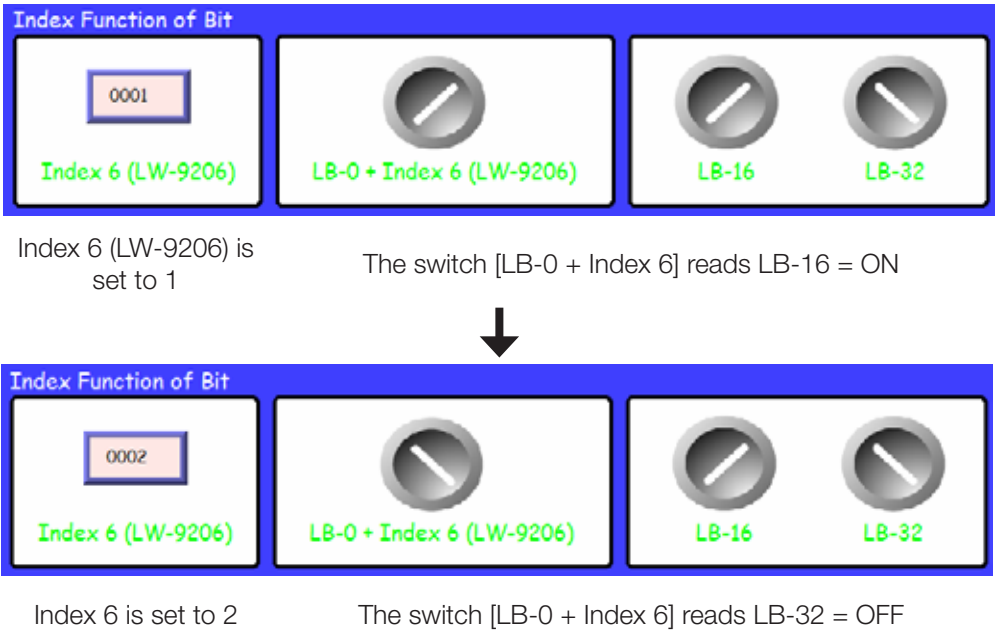 Index Function of Bit
0001
Index 6 (LW-9206)
LB-0 + Index 6 (LW-9206)
LB-16
LB-32
Index 6 (LW-9206) is
set to 1
The switch [LB-0 + Index 6] reads LB-16 = ON
Index Function of Bit
0002
Index 6 (LW-9206)
LB-0 + Index 6 (LW-9206)
LB-16
LB-32
Index 6 is set to 2
The switch [LB-0 + Index 6] reads LB-32 = OFF